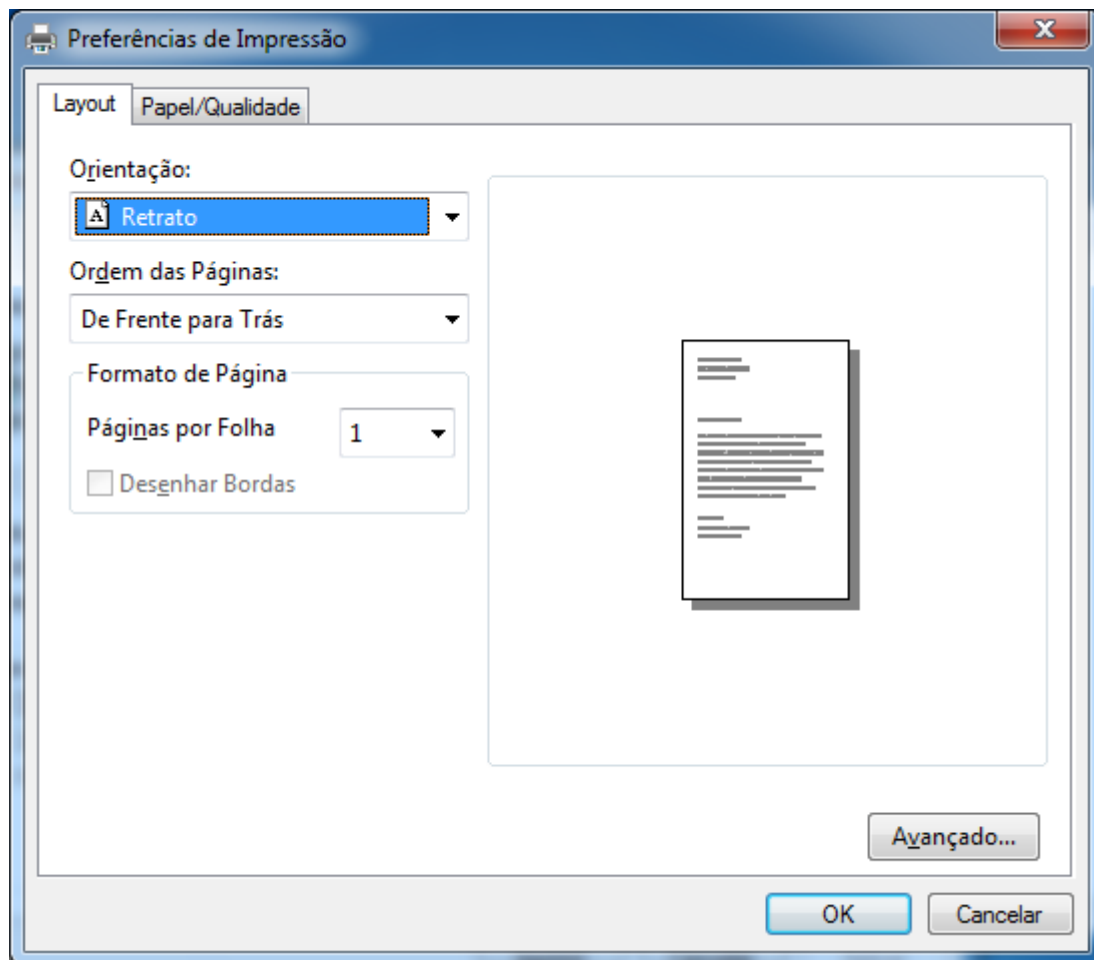 Preferências de Impressão
Layout
Papel/Qualidade
Orientação:
A Retrato
Ordem das Páginas:
De Frente para Trás
Formato de Página
Páginas por Folha
1
Desenhar Bordas
Avançado...
OK
Cancelar